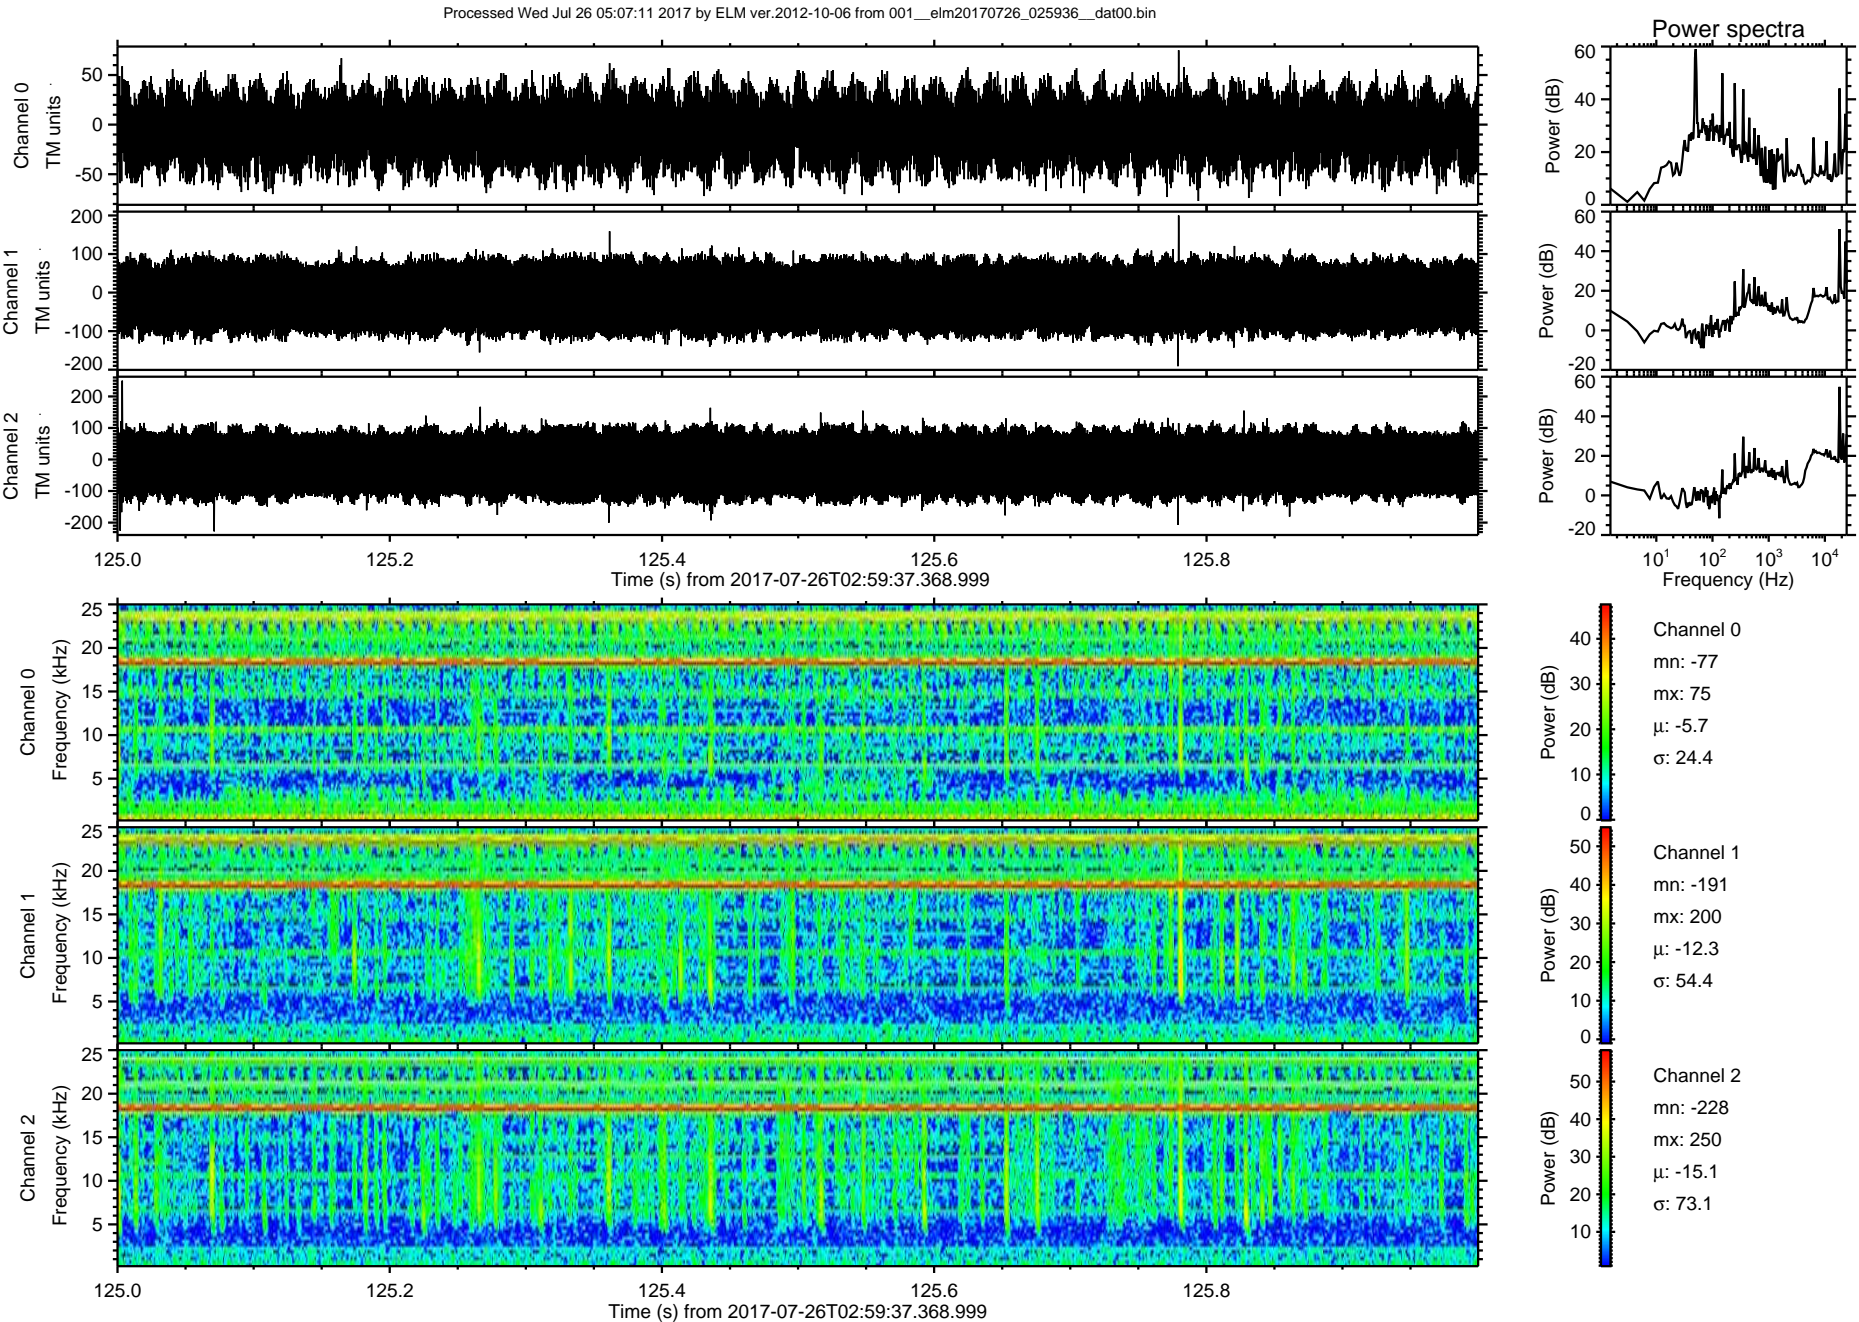 Processed Wed Jul 26 05:07:11 2017 by ELM ver.2012-10-06 from 001__elm20170726_025936__dat00.bin
Power spectra
Channel 0
TM units
50
0
-50
Power (dB)
60
40
20
0
Channel 1
TM units
200
100
0
-100
-200
Power (dB)
60
40
20
0
-20
Channel 2
TM units
200
100
0
-100
-200
Power (dB)
60
40
20
0
-20
125.0 125.2 125.4 125.6 125.8
Time (s) from 2017-07-26T02:59:37.368.999
10^1 10^2 10^3 10^4
Frequency (Hz)
Channel 0
Frequency (kHz)
25
20
15
10
5
Power (dB)
40
30
20
10
0
Channel 0
mn: -77
mx: 75
μ: -5.7
σ: 24.4
Channel 1
Frequency (kHz)
25
20
15
10
5
Power (dB)
50
40
30
20
10
0
Channel 1
mn: -191
mx: 200
μ: -12.3
σ: 54.4
Channel 2
Frequency (kHz)
25
20
15
10
5
Power (dB)
50
40
30
20
10
Channel 2
mn: -228
mx: 250
μ: -15.1
σ: 73.1
125.0 125.2 125.4 125.6 125.8
Time (s) from 2017-07-26T02:59:37.368.999